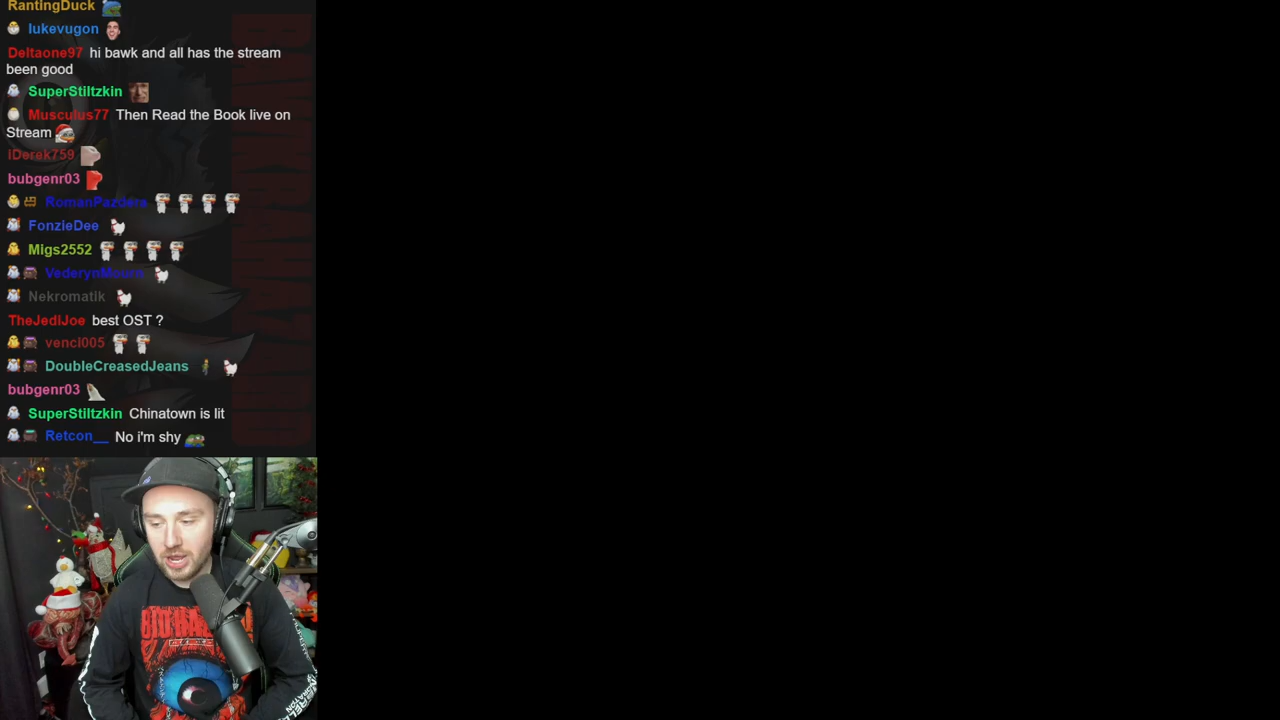 RantingDuck
lukevugon
Deltaone97 hi bawk and all has the stream
been good
SuperStiltzkin
Musculus77 Then Read the Book live on
Stream
iDerek759
bubgenr03
RomanPazdera
FonzieDee
Migs2552
VederynMourn
Nekromatik
TheJediJoe best OST ?
venci005
DoubleCreasedJeans
bubgenr03
SuperStiltzkin Chinatown is lit
Retcon__ No i'm shy